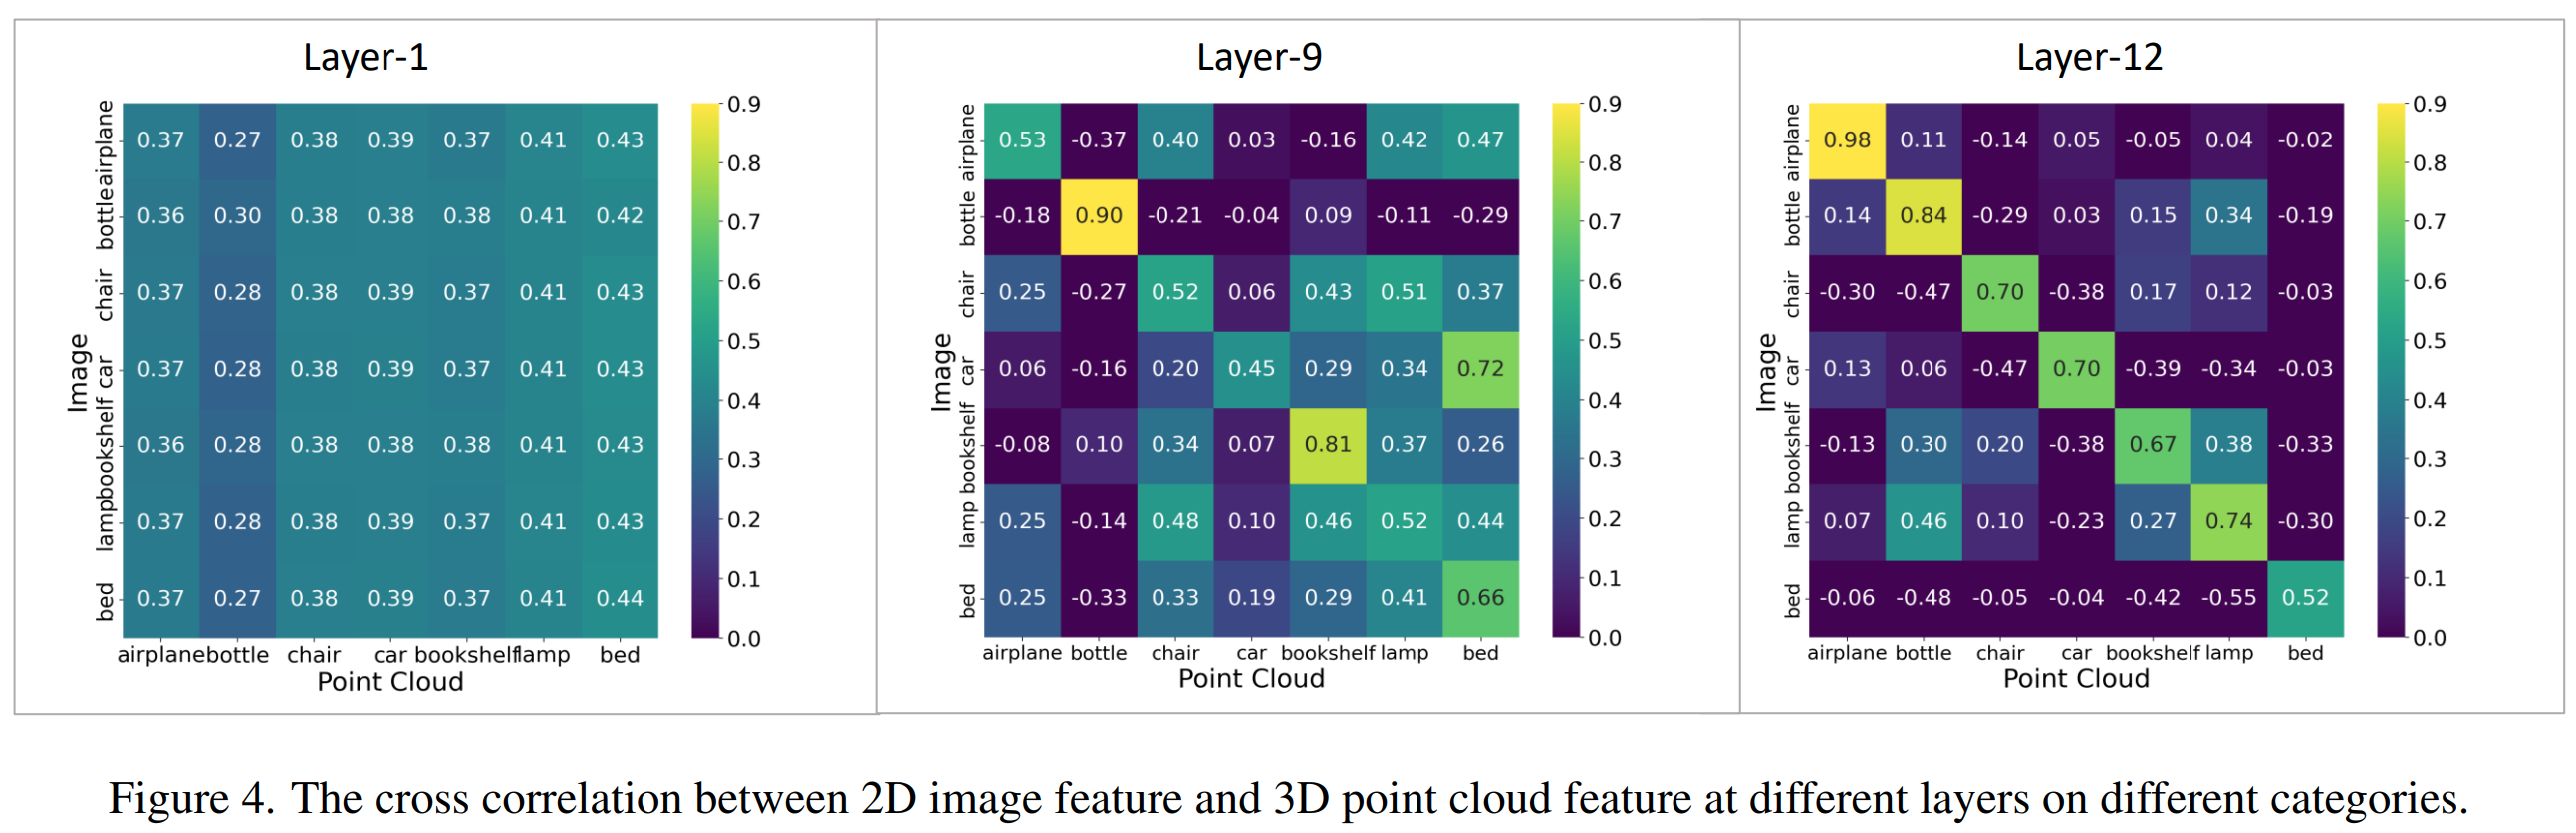 Layer-1
airplane 0.37 0.27 0.38 0.39 0.37 0.41 0.43
bottle 0.36 0.30 0.38 0.38 0.38 0.41 0.42
chair 0.37 0.28 0.38 0.39 0.37 0.41 0.43
car 0.37 0.28 0.38 0.39 0.37 0.41 0.43
bookshelf 0.36 0.28 0.38 0.38 0.38 0.41 0.43
lamp 0.37 0.28 0.38 0.39 0.37 0.41 0.43
bed 0.37 0.27 0.38 0.39 0.37 0.41 0.44
Image
airplane bottle chair car bookshelf lamp bed
Point Cloud
0.9
0.8
0.7
0.6
0.5
0.4
0.3
0.2
0.1
0.0
Layer-9
airplane 0.53 -0.37 0.40 0.03 -0.16 0.42 0.47
bottle -0.18 0.90 -0.21 -0.04 0.09 -0.11 -0.29
chair 0.25 -0.27 0.52 0.06 0.43 0.51 0.37
car 0.06 -0.16 0.20 0.45 0.29 0.34 0.72
bookshelf -0.08 0.10 0.34 0.07 0.81 0.37 0.26
lamp 0.25 -0.14 0.48 0.10 0.46 0.52 0.44
bed 0.25 -0.33 0.33 0.19 0.29 0.41 0.66
Image
airplane bottle chair car bookshelf lamp bed
Point Cloud
0.9
0.8
0.7
0.6
0.5
0.4
0.3
0.2
0.1
0.0
Layer-12
airplane 0.98 0.11 -0.14 0.05 -0.05 0.04 -0.02
bottle 0.14 0.84 -0.29 0.03 0.15 0.34 -0.19
chair -0.30 -0.47 0.70 -0.38 0.17 0.12 -0.03
car 0.13 0.06 -0.47 0.70 -0.39 -0.34 -0.03
bookshelf -0.13 0.30 0.20 -0.38 0.67 0.38 -0.33
lamp 0.07 0.46 0.10 -0.23 0.27 0.74 -0.30
bed -0.06 -0.48 -0.05 -0.04 -0.42 -0.55 0.52
Image
airplane bottle chair car bookshelf lamp bed
Point Cloud
0.9
0.8
0.7
0.6
0.5
0.4
0.3
0.2
0.1
0.0
Figure 4. The cross correlation between 2D image feature and 3D point cloud feature at different layers on different categories.